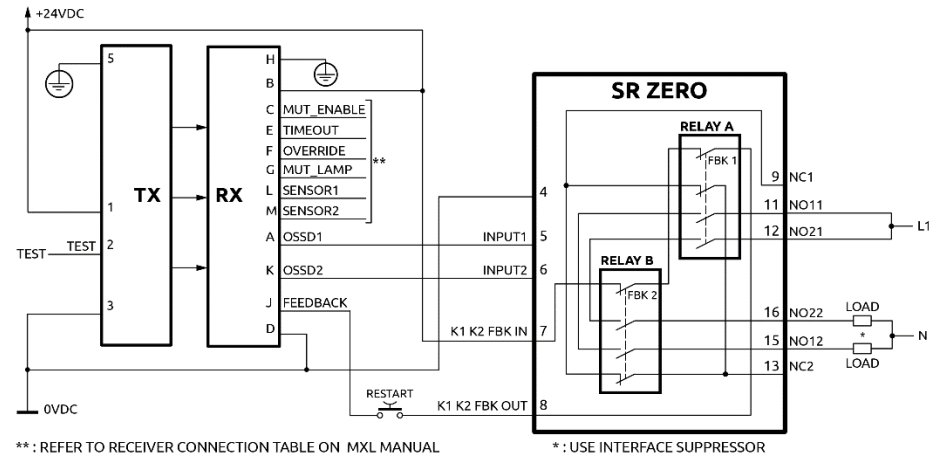 +24VDC
SR ZERO
RELAY A
FBK 1
5
H
B
C MUT_ENABLE
E TIMEOUT
F OVERRIDE
G MUT_LAMP
L SENSOR1
M SENSOR2
**
TX
RX
1
A OSSD1
INPUT1 5
TEST
TEST 2
K OSSD2
INPUT2 6
3
J FEEDBACK
D
4
9 NC1
11 NO11
12 NO21
L1
RELAY B
FBK 2
16 NO22
LOAD
*
N
15 NO12
LOAD
13 NC2
K1 K2 FBK IN 7
RESTART
K1 K2 FBK OUT 8
0VDC
** : REFER TO RECEIVER CONNECTION TABLE ON MXL MANUAL
* : USE INTERFACE SUPPRESSOR